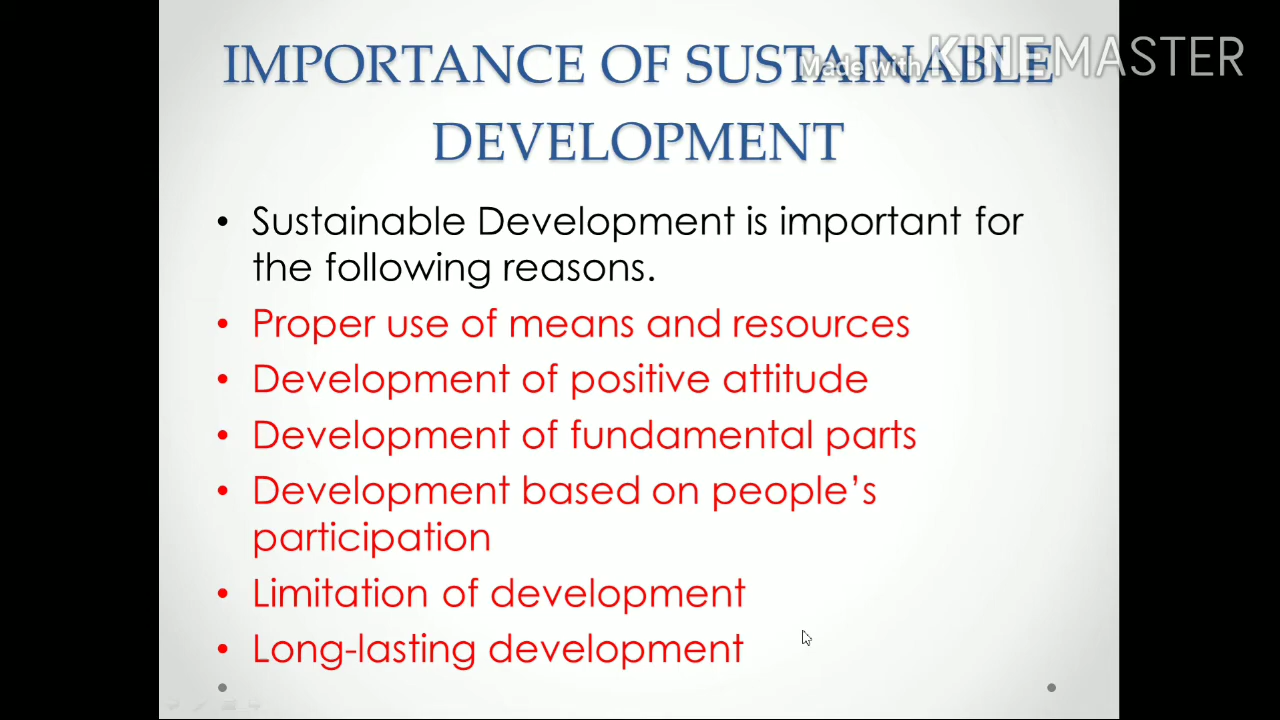 IMPORTANCE OF SUSTAINABLE
Made with KINEMASTER
DEVELOPMENT
• Sustainable Development is important for
the following reasons.
• Proper use of means and resources
• Development of positive attitude
• Development of fundamental parts
• Development based on people’s
participation
• Limitation of development
• Long-lasting development